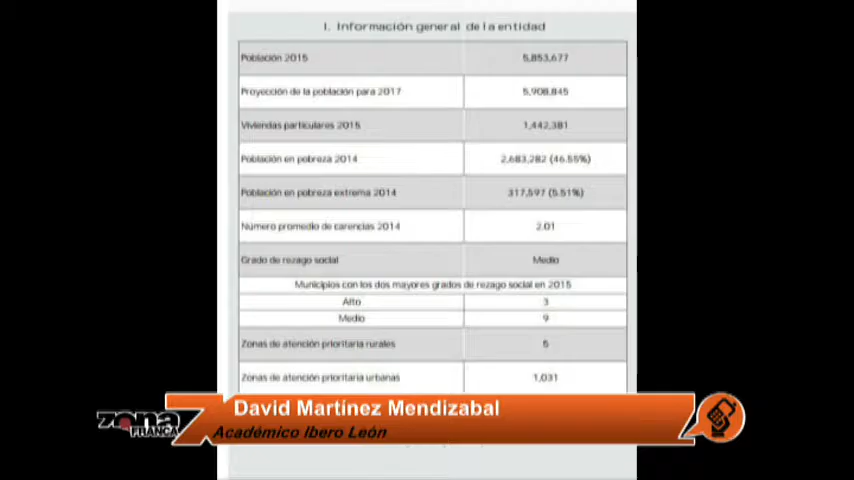 I. Información general de la entidad
Población 2015 5,853,677
Proyección de la población para 2017 5,908,845
Viviendas particulares 2015 1,442,381
Población en pobreza 2014 2,683,282 (46.55%)
Población en pobreza extrema 2014 317,597 (5.51%)
Número promedio de carencias 2014 2.01
Grado de rezago social Medio
Municipios con los dos mayores grados de rezago social en 2015
Alto 3
Medio 9
Zonas de atención prioritaria rurales 5
Zonas de atención prioritaria urbanas 1,031
David Martínez Mendizabal
Académico Ibero León
zona
FRANCA